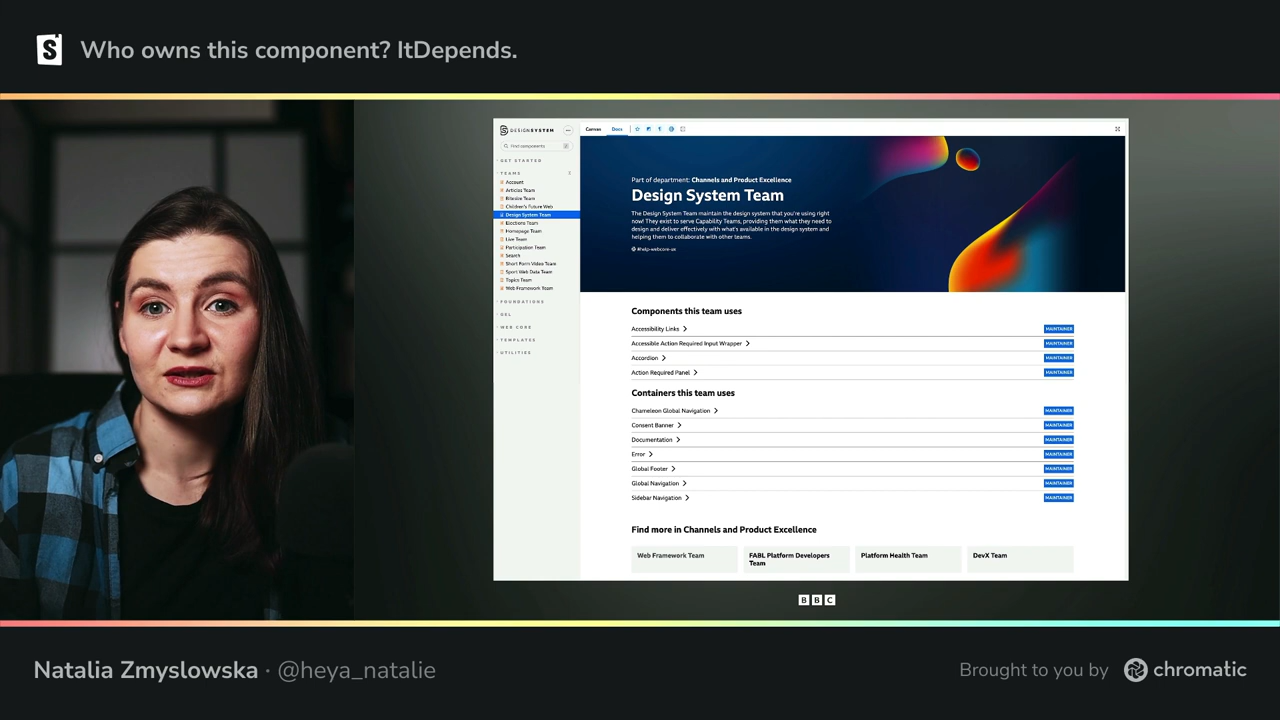 S Who owns this component? ItDepends.
DESIGNSYSTEM
Find components
GET STARTED
TEAMS
Account
Articles Team
Bitesize Team
Children's Future Web
Design System Team
Elections Team
Homepage Team
Live Team
Participation Team
Search
Short Form Video Team
Sport Web Data Team
Topics Team
Web Framework Team
FOUNDATIONS
GEL
WEB CORE
TEMPLATES
UTILITIES
Canvas Docs
Part of department: Channels and Product Excellence
Design System Team
The Design System Team maintain the design system that you're using right
now! They exist to serve Capability Teams, providing them what they need to
design and deliver effectively with what's available in the design system and
helping them to collaborate with other teams.
#help-webcore-ux
Components this team uses
Accessibility Links MAINTAINER
Accessible Action Required Input Wrapper MAINTAINER
Accordion MAINTAINER
Action Required Panel MAINTAINER
Containers this team uses
Chameleon Global Navigation MAINTAINER
Consent Banner MAINTAINER
Documentation MAINTAINER
Error MAINTAINER
Global Footer MAINTAINER
Global Navigation MAINTAINER
Sidebar Navigation MAINTAINER
Find more in Channels and Product Excellence
Web Framework Team
FABL Platform Developers
Team
Platform Health Team
DevX Team
BBC
Natalia Zmyslowska · @heya_natalie
Brought to you by chromatic